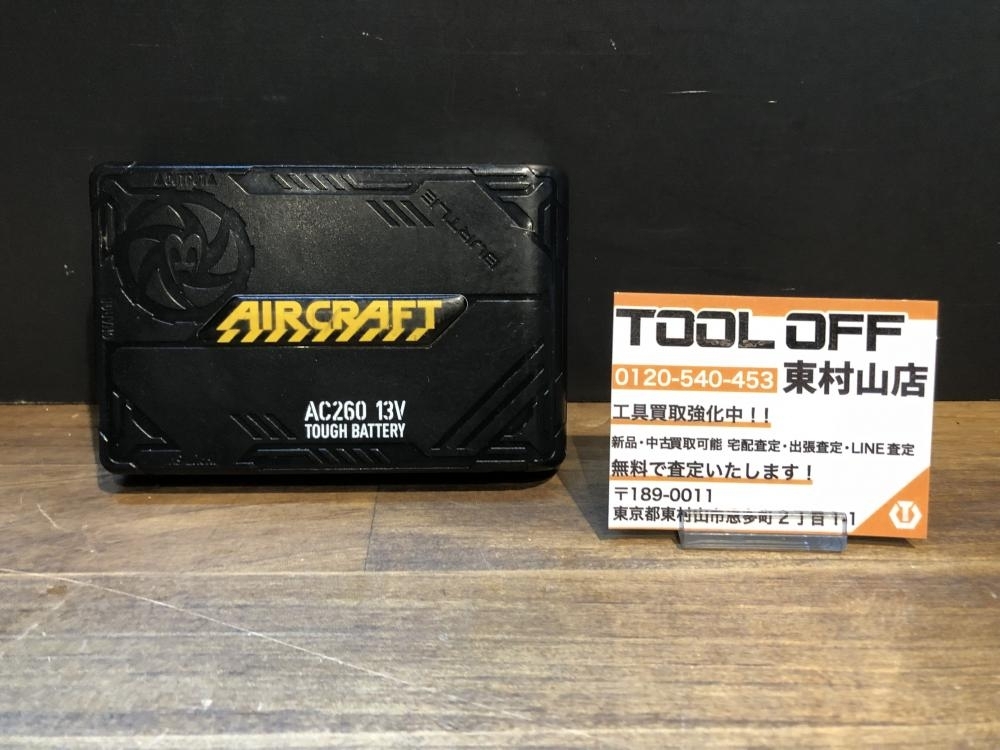 BURTLE
AIRCRAFT
AC260 13V
TOUGH BATTERY
TOOL OFF
0120-540-453 東村山店
工具買取強化中!!
新品・中古買取可能 宅配査定・出張査定・LINE査定
無料で査定いたします!
〒189-0011
東京都東村山市恩多町2丁目1-1